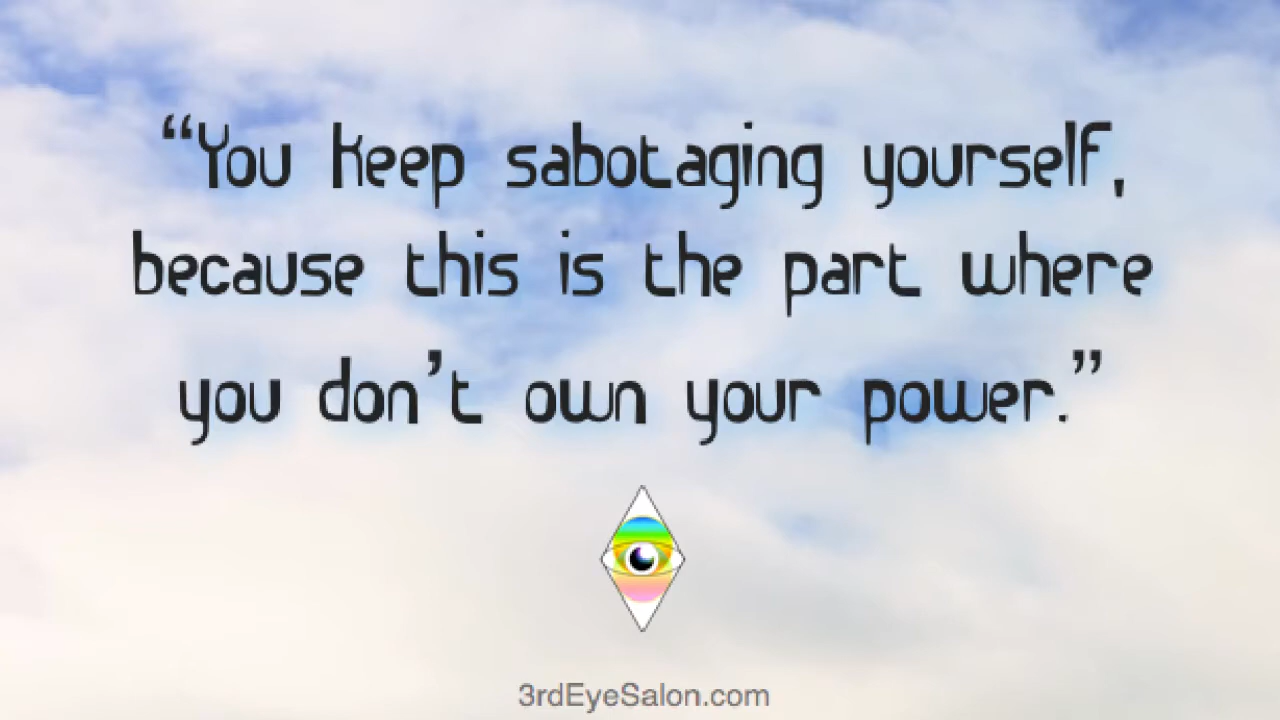 “You keep sabotaging yourself,
because this is the part where
you don’t own your power.”
3rdEyeSalon.com